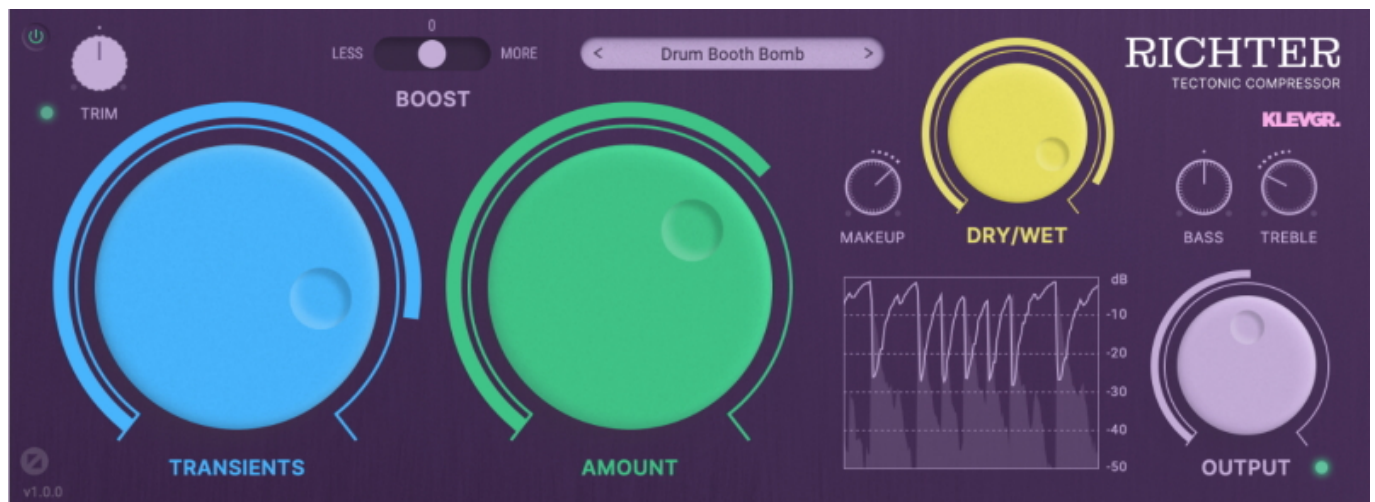 0
LESS
MORE
BOOST
< Drum Booth Bomb >
TRIM
RICHTER
TECTONIC COMPRESSOR
KLEVGR.
MAKEUP
DRY/WET
BASS
TREBLE
dB
-10
-20
-30
-40
-50
TRANSIENTS
AMOUNT
OUTPUT
v1.0.0